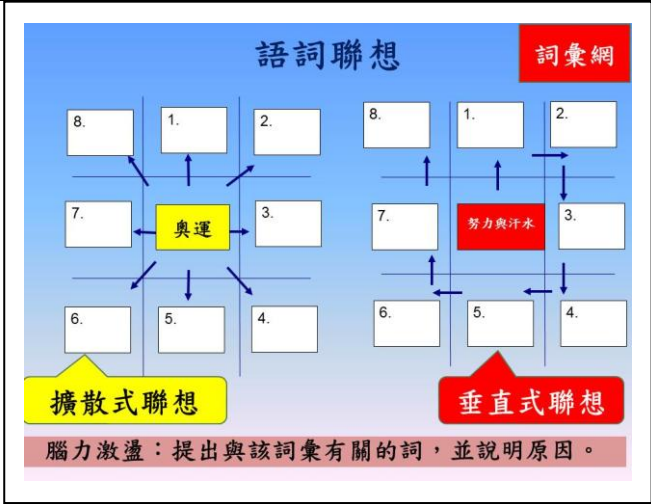 語詞聯想
詞彙網
8.
1.
2.
7.
奧運
3.
6.
5.
4.
擴散式聯想
8.
1.
2.
7.
努力與汗水
3.
6.
5.
4.
垂直式聯想
腦力激盪：提出與該詞彙有關的詞，並說明原因。